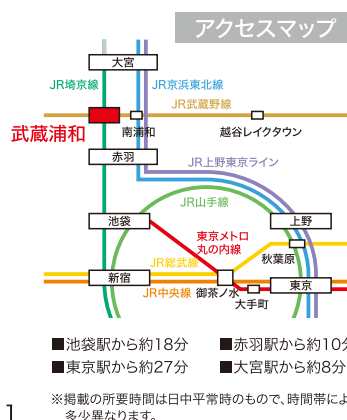 アクセスマップ
大宮
JR埼京線
JR京浜東北線
JR武蔵野線
武蔵浦和
南浦和
越谷レイクタウン
赤羽
JR上野東京ライン
JR山手線
池袋
上野
東京メトロ
丸の内線
秋葉原
JR総武線
新宿
JR中央線
御茶ノ水
東京
大手町
■池袋駅から約18分
■赤羽駅から約10分
■東京駅から約27分
■大宮駅から約8分
※掲載の所要時間は日中平常時のもので、時間帯によ
多少異なります。
1